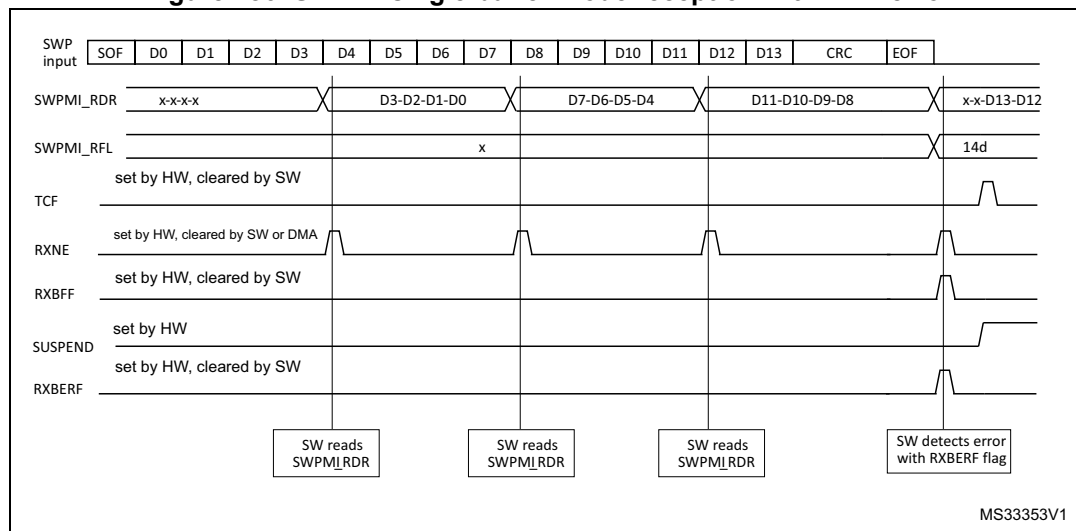 SWP input SOF D0 D1 D2 D3 D4 D5 D6 D7 D8 D9 D10 D11 D12 D13 CRC EOF
SWPMI_RDR x-x-x-x D3-D2-D1-D0 D7-D6-D5-D4 D11-D10-D9-D8 x-x-D13-D12
SWPMI_RFL x 14d
set by HW, cleared by SW
TCF
set by HW, cleared by SW or DMA
RXNE
set by HW, cleared by SW
RXBFF
set by HW
SUSPEND
set by HW, cleared by SW
RXBERF
SW reads SWPMI_RDR
SW reads SWPMI_RDR
SW reads SWPMI_RDR
SW detects error with RXBERF flag
MS33353V1